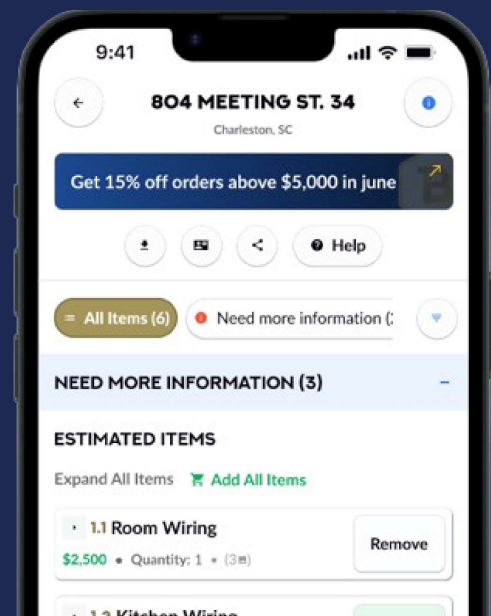 9:41
804 MEETING ST. 34
Charleston, SC
Get 15% off orders above $5,000 in june
Help
All Items (6)
Need more information (
NEED MORE INFORMATION (3)
ESTIMATED ITEMS
Expand All Items
Add All Items
1.1 Room Wiring
$2,500 • Quantity: 1 • (3)
Remove
Kitchen Wiring